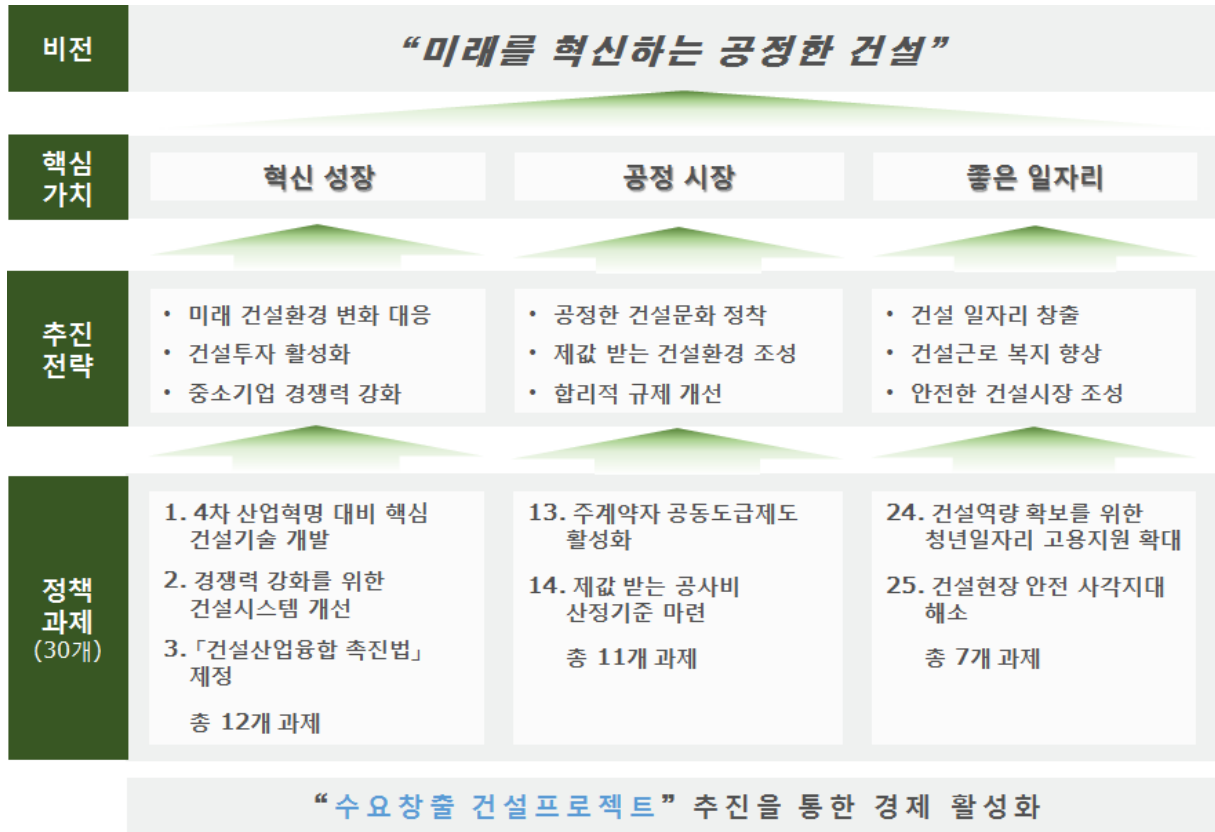 비전
“미래를 혁신하는 공정한 건설”
핵심
가치
혁신 성장
공정 시장
좋은 일자리
추진
전략
• 미래 건설환경 변화 대응
• 건설투자 활성화
• 중소기업 경쟁력 강화
• 공정한 건설문화 정착
• 제값 받는 건설환경 조성
• 합리적 규제 개선
• 건설 일자리 창출
• 건설근로 복지 향상
• 안전한 건설시장 조성
정책
과제
(30개)
1. 4차 산업혁명 대비 핵심
건설기술 개발
2. 경쟁력 강화를 위한
건설시스템 개선
3. 「건설산업융합 촉진법」
제정
총 12개 과제
13. 주계약자 공동도급제도
활성화
14. 제값 받는 공사비
산정기준 마련
총 11개 과제
24. 건설역량 확보를 위한
청년일자리 고용지원 확대
25. 건설현장 안전 사각지대
해소
총 7개 과제
“수요창출 건설프로젝트” 추진을 통한 경제 활성화